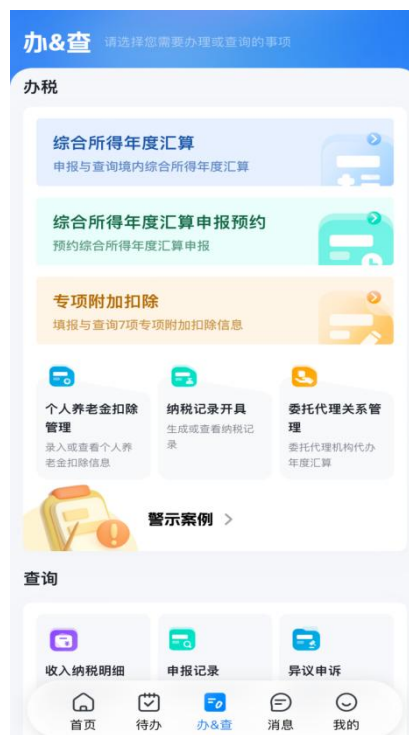 办&查 请选择您需要办理或查询的事项
办税
综合所得年度汇算
申报与查询境内综合所得年度汇算
综合所得年度汇算申报预约
预约综合所得年度汇算申报
专项附加扣除
填报与查询7项专项附加扣除信息
个人养老金扣除
管理
录入或查看个人养
老金扣除信息
纳税记录开具
生成或查看纳税记
录
委托代理关系管
理
委托代理机构代办
年度汇算
警示案例 >
查询
收入纳税明细 申报记录 异议申诉
首页 待办 办&查 消息 我的